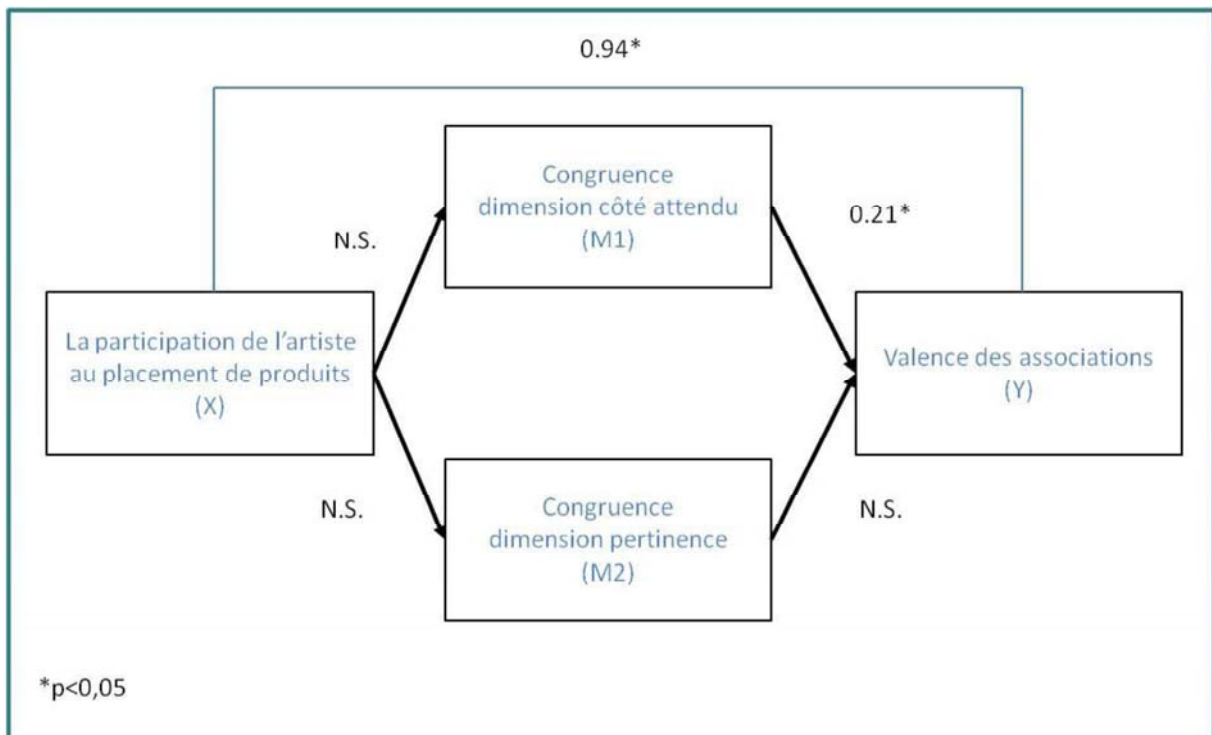 0.94*
Congruence
dimension côté attendu
(M1)
0.21*
N.S.
La participation de l'artiste
au placement de produits
(X)
Valence des associations
(Y)
N.S.
Congruence
dimension pertinence
(M2)
N.S.
*p<0,05